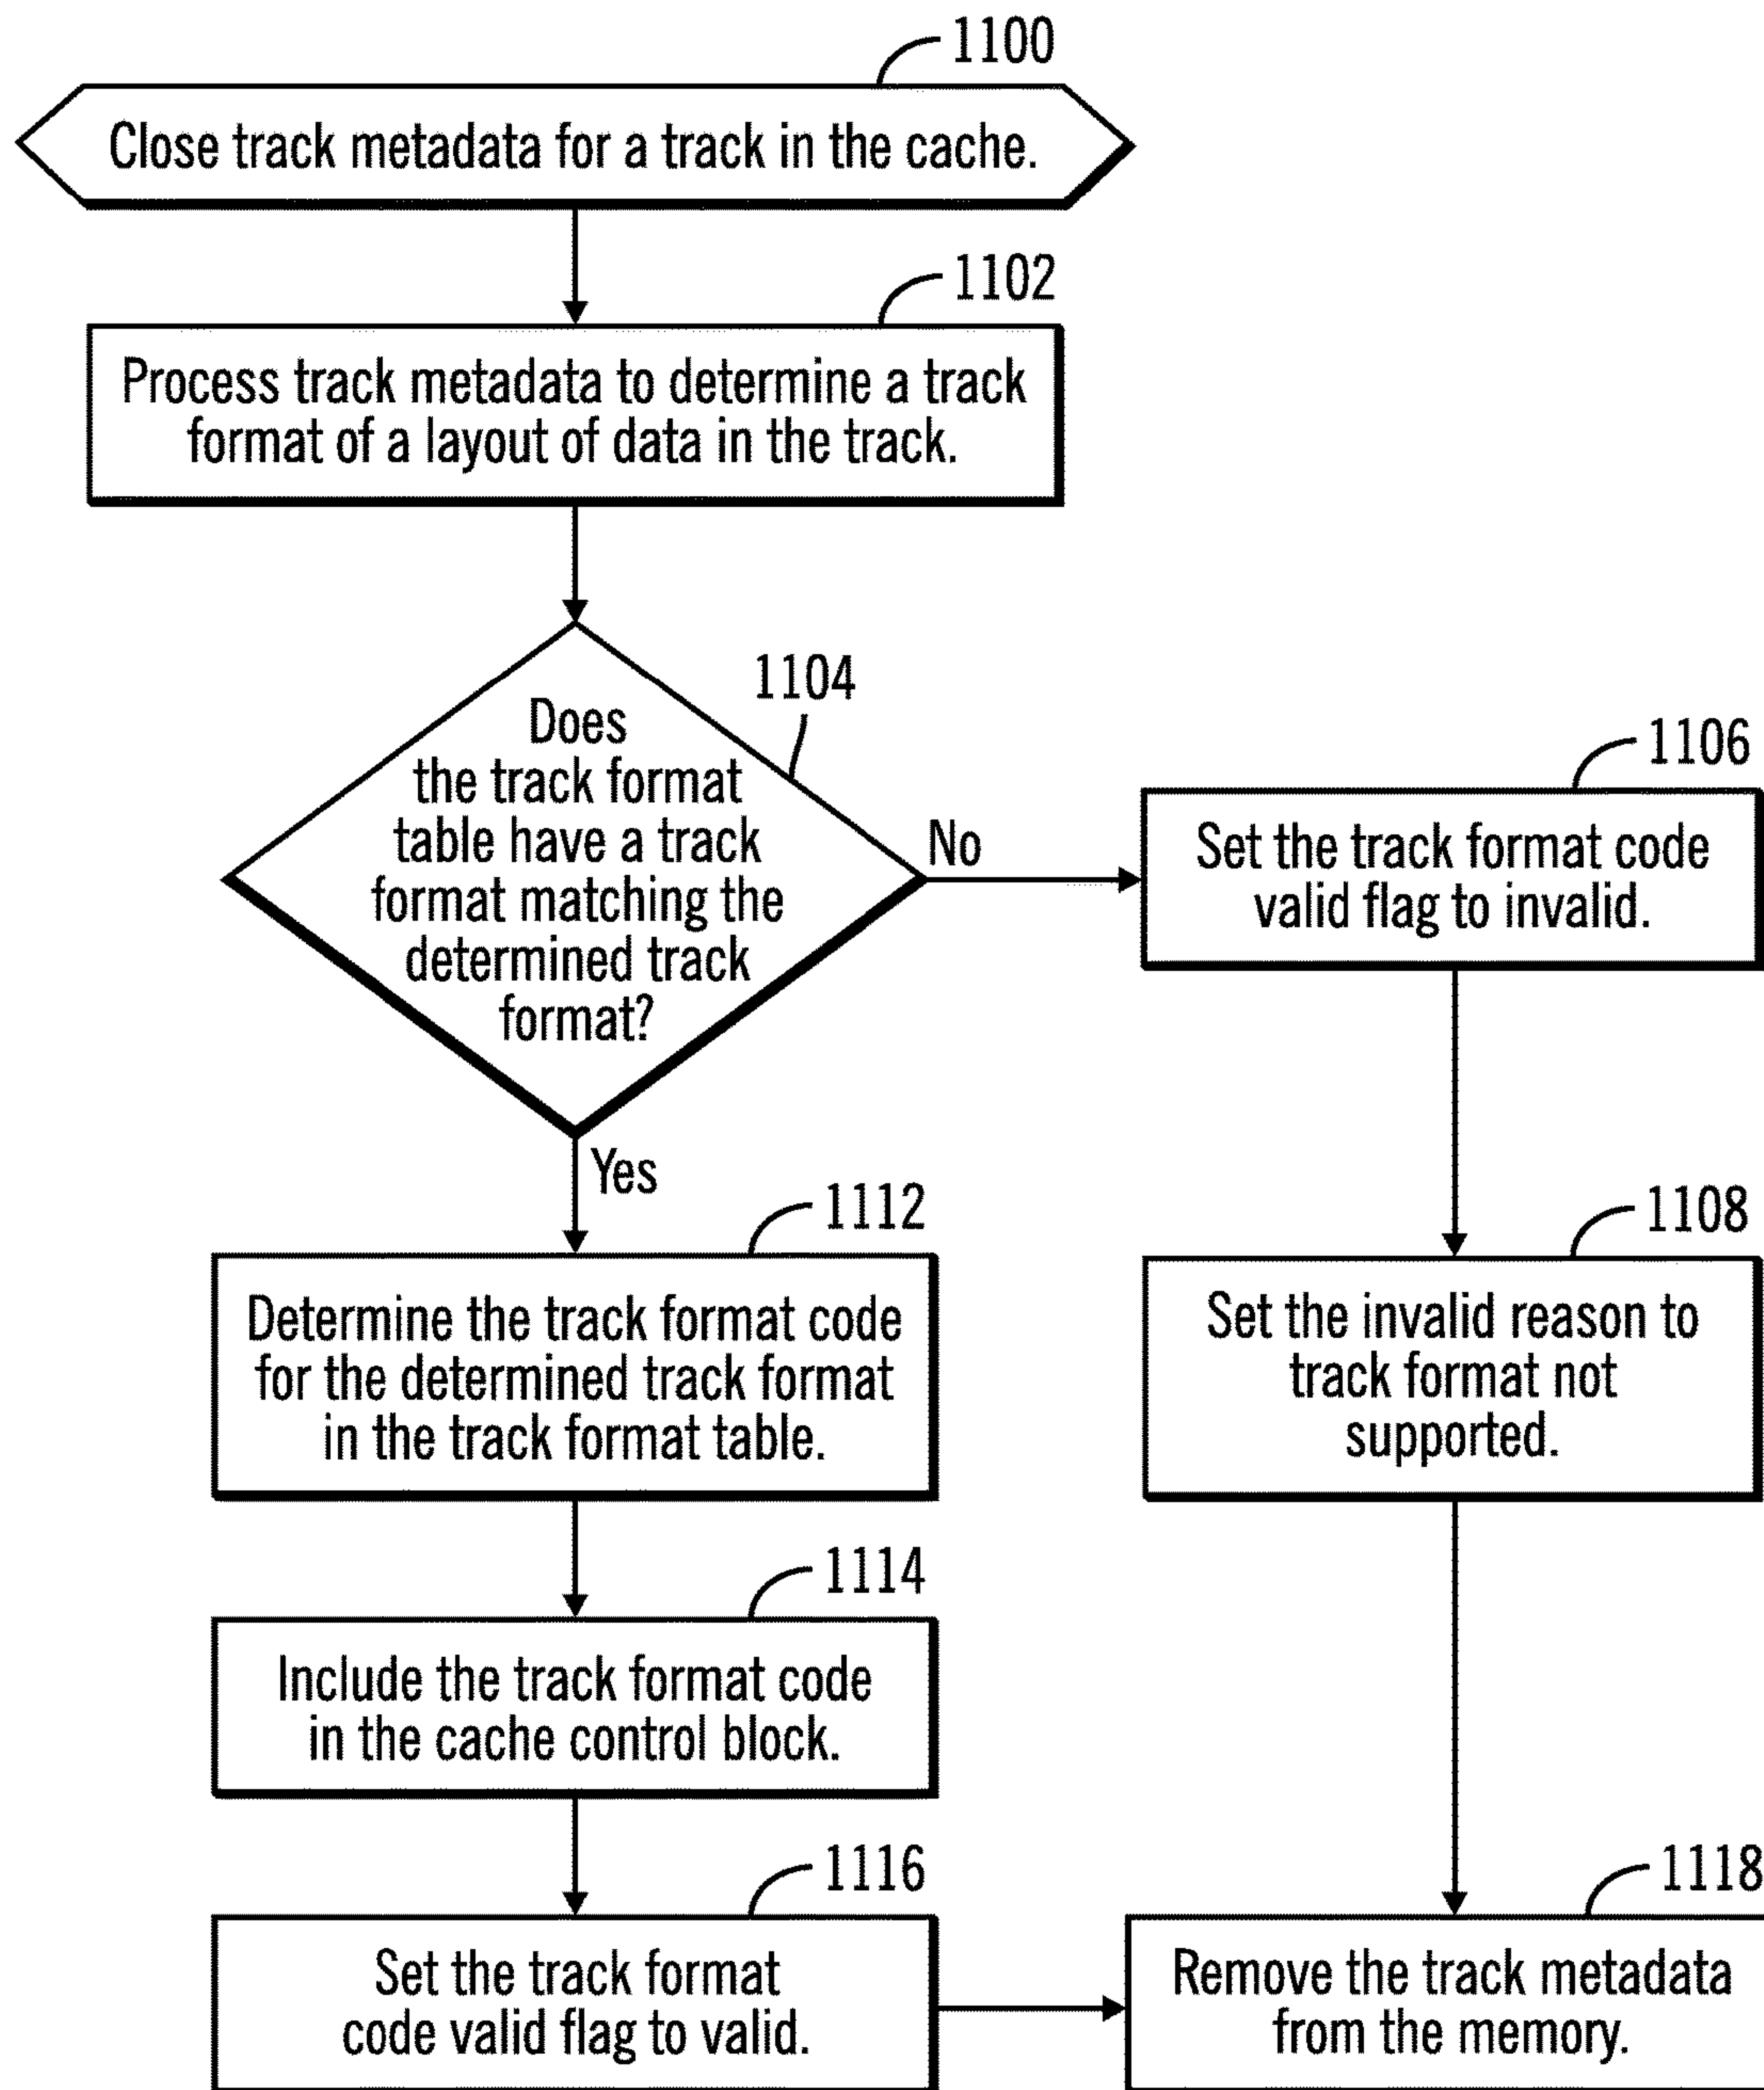 1100
Close track metadata for a track in the cache.
1102
Process track metadata to determine a track
format of a layout of data in the track.
1104
Does
the track format
table have a track
format matching the
determined track
format?
No
1106
Set the track format code
valid flag to invalid.
Yes
1108
Set the invalid reason to
track format not
supported.
1112
Determine the track format code
for the determined track format
in the track format table.
1114
Include the track format code
in the cache control block.
1116
Set the track format
code valid flag to valid.
1118
Remove the track metadata
from the memory.